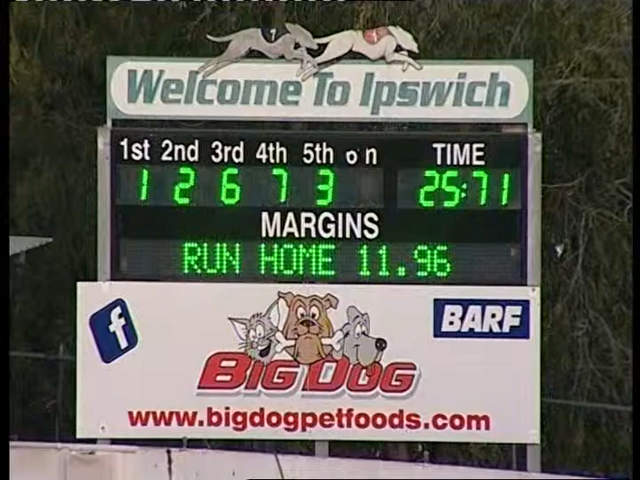 Welcome To Ipswich
1st 2nd 3rd 4th 5th o n TIME
1 2 6 7 3 25:71
MARGINS
RUN HOME 11.96
f
BARF
BIG DOG
www.bigdogpetfoods.com